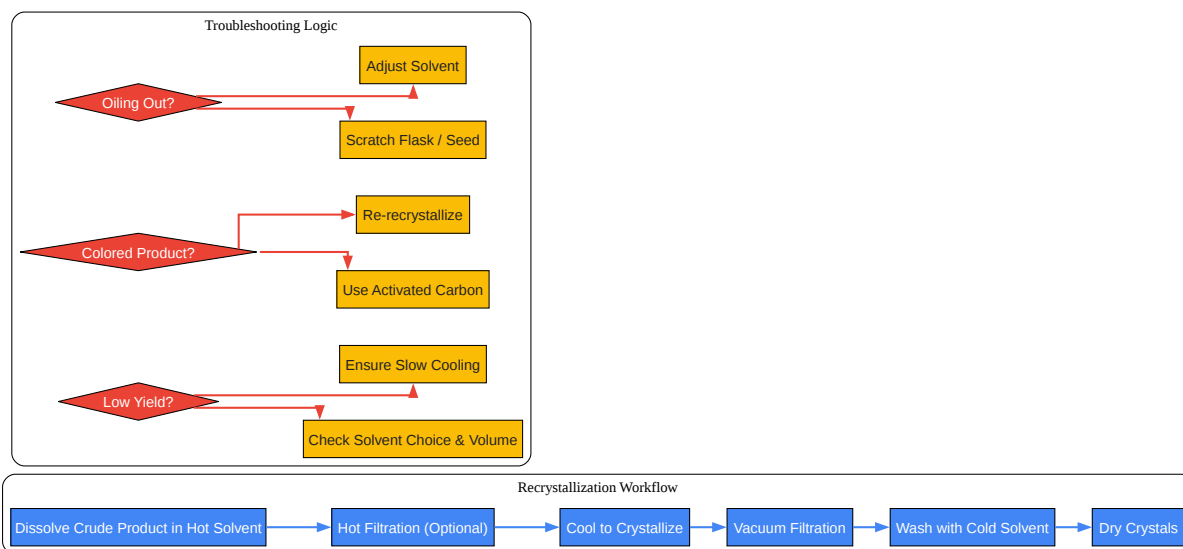 Troubleshooting Logic
Adjust Solvent
Oiling Out?
Scratch Flask / Seed
Re-recrystallize
Colored Product?
Use Activated Carbon
Ensure Slow Cooling
Low Yield?
Check Solvent Choice & Volume
Recrystallization Workflow
Dissolve Crude Product in Hot Solvent
Hot Filtration (Optional)
Cool to Crystallize
Vacuum Filtration
Wash with Cold Solvent
Dry Crystals